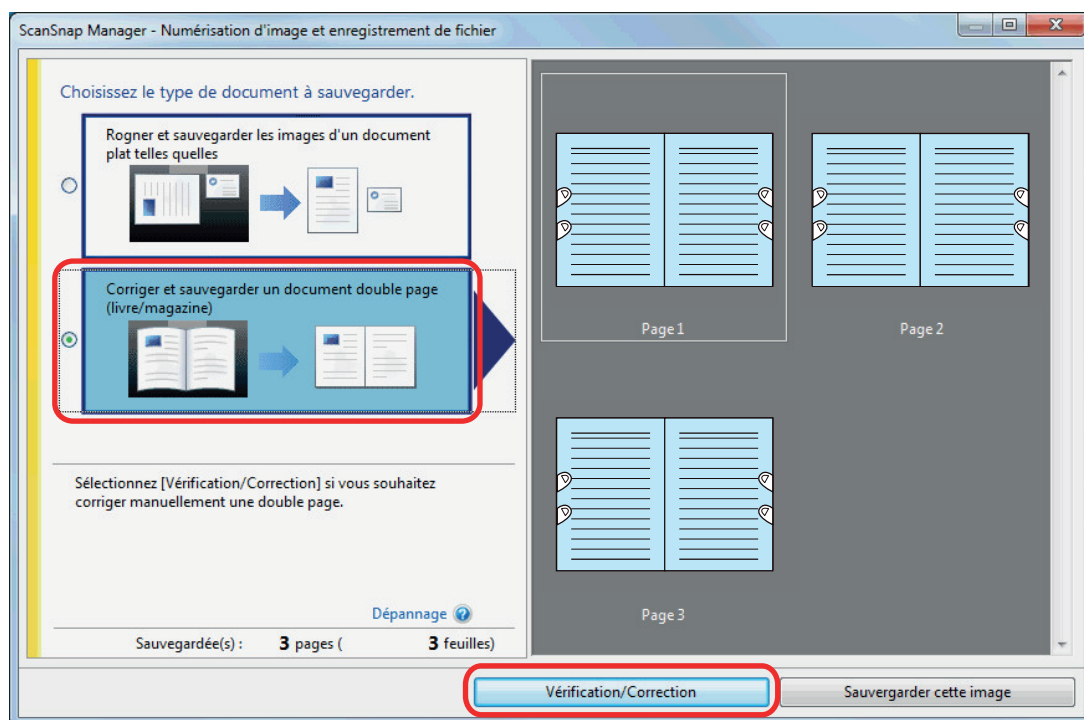 ScanSnap Manager - Numérisation d'image et enregistrement de fichier
Choisissez le type de document à sauvegarder.
Rogner et sauvegarder les images d'un document
plat telles quelles
Corriger et sauvegarder un document double page
(livre/magazine)
Sélectionnez [Vérification/Correction] si vous souhaitez
corriger manuellement une double page.
Dépannage
Sauvegardée(s) : 3 pages ( 3 feuilles)
Page 1
Page 2
Page 3
Vérification/Correction
Sauvergarder cette image